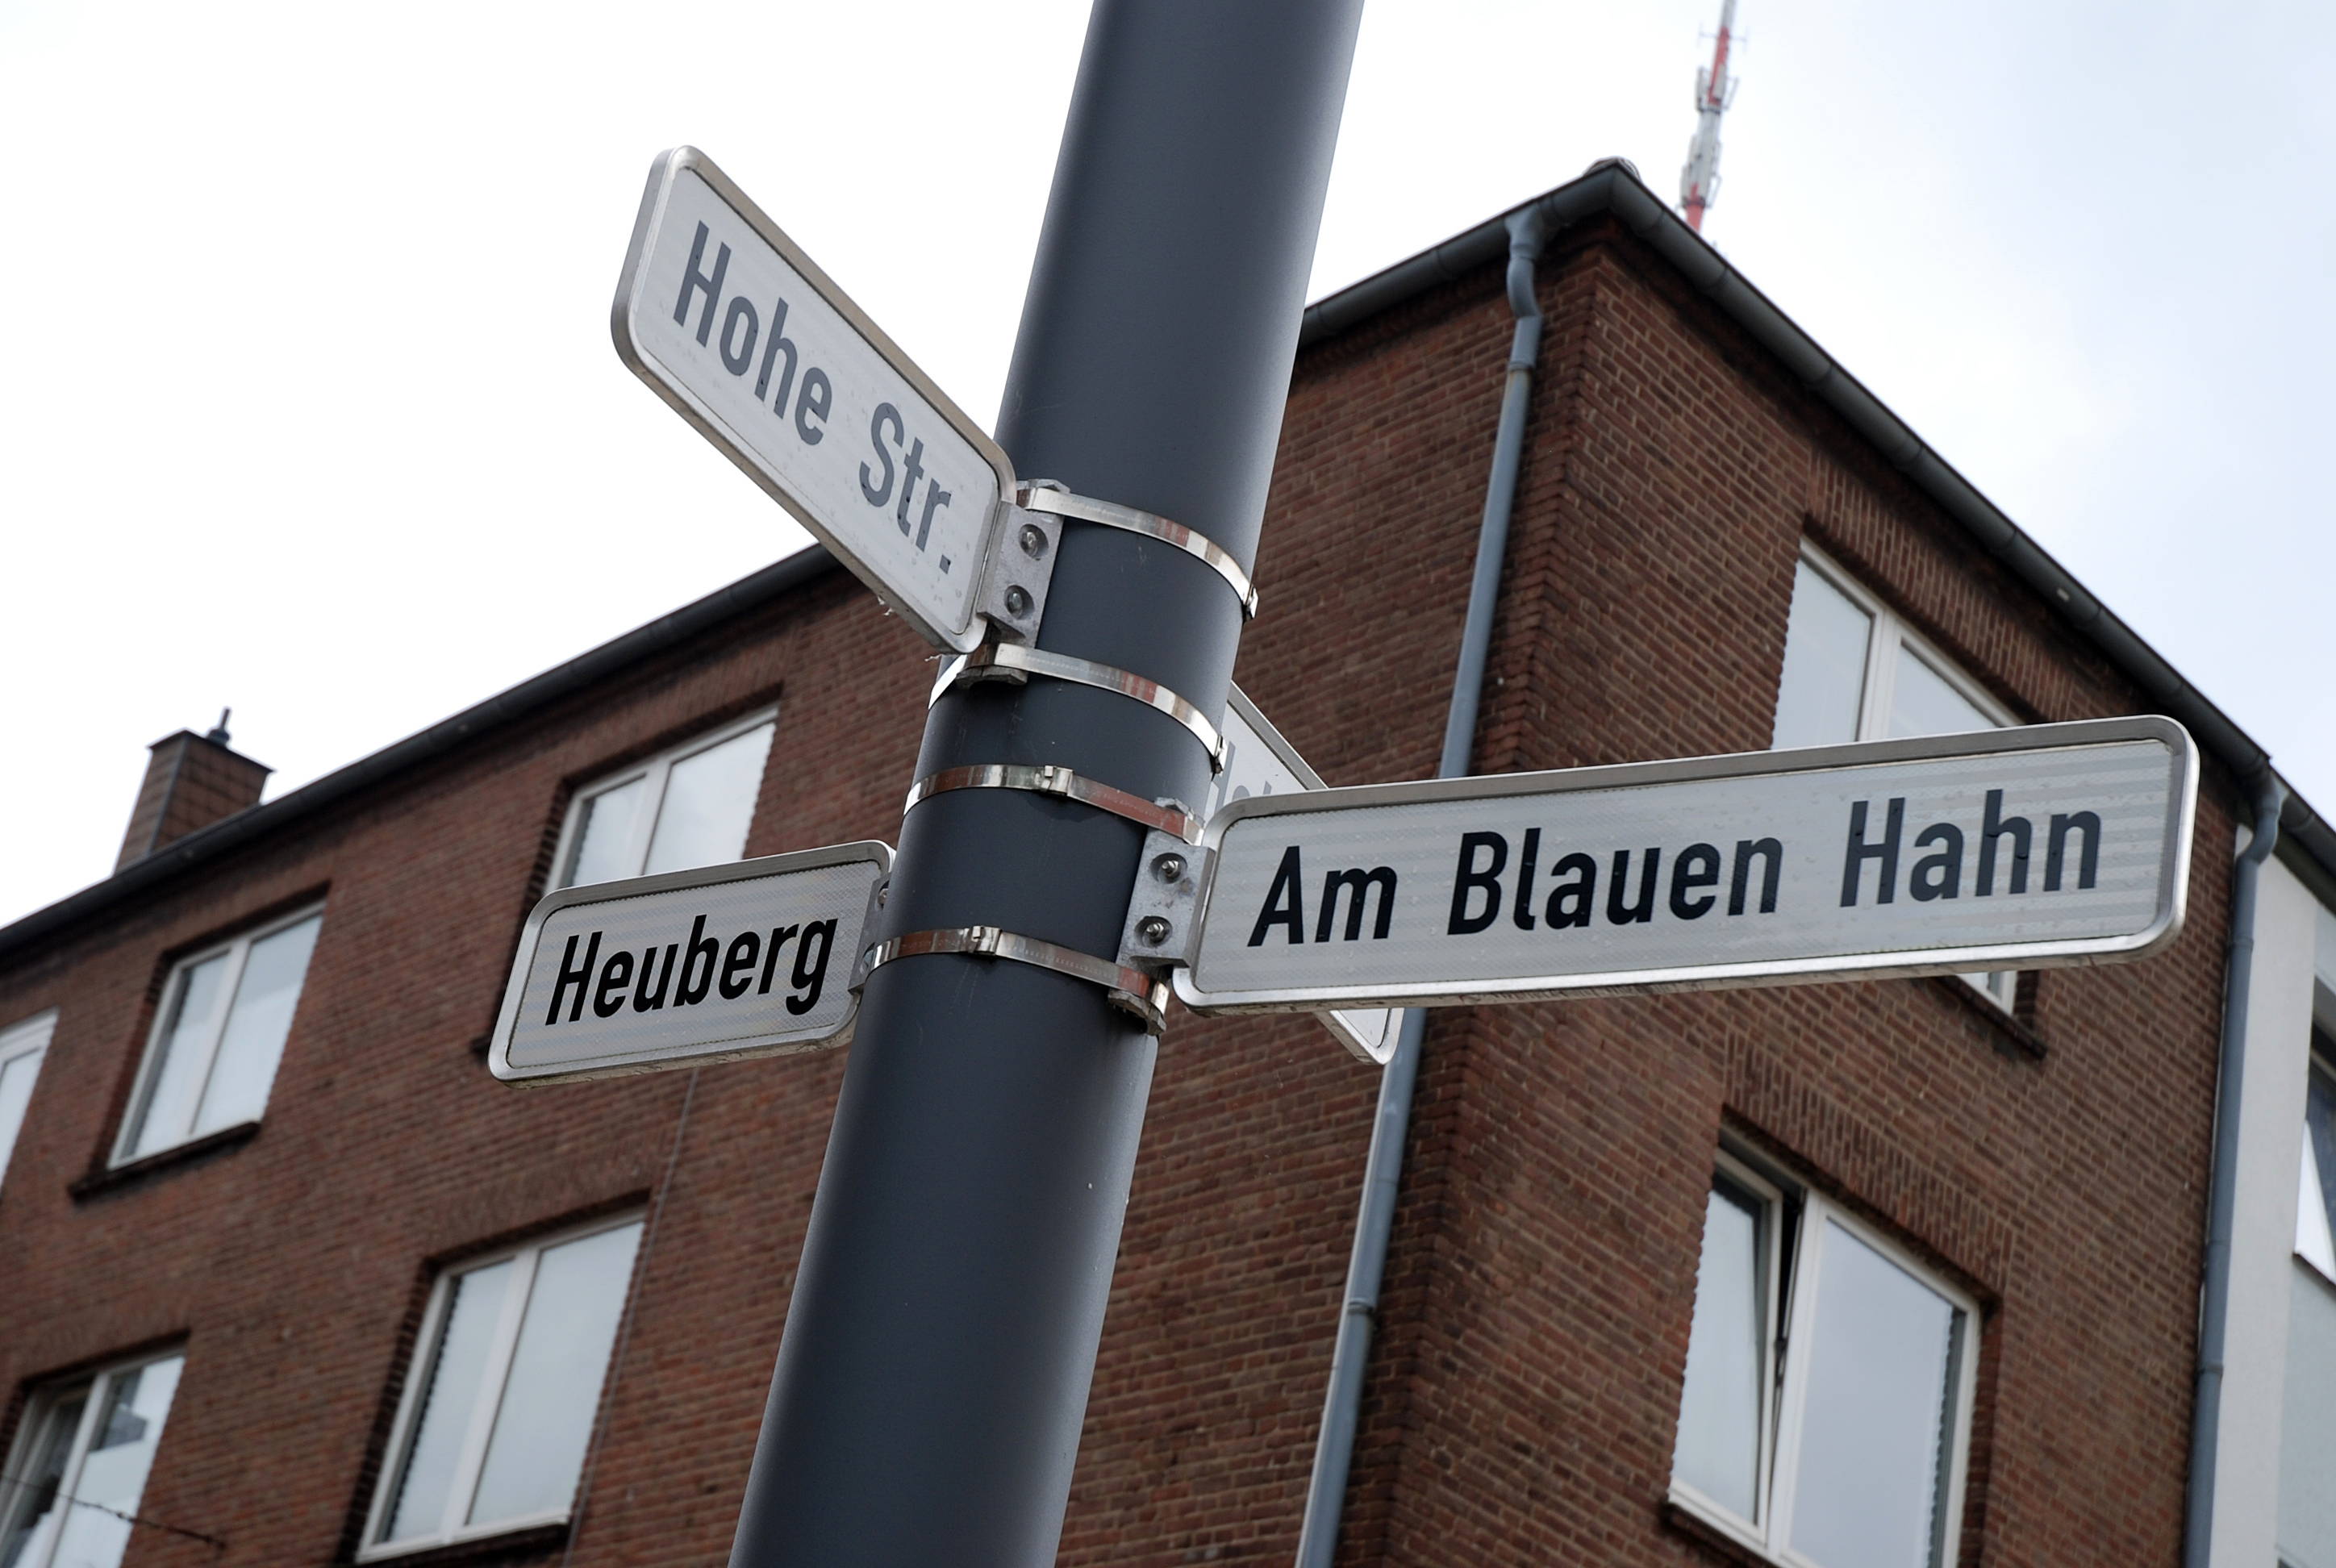 Hohe Str.
Heuberg
Am Blauen Hahn